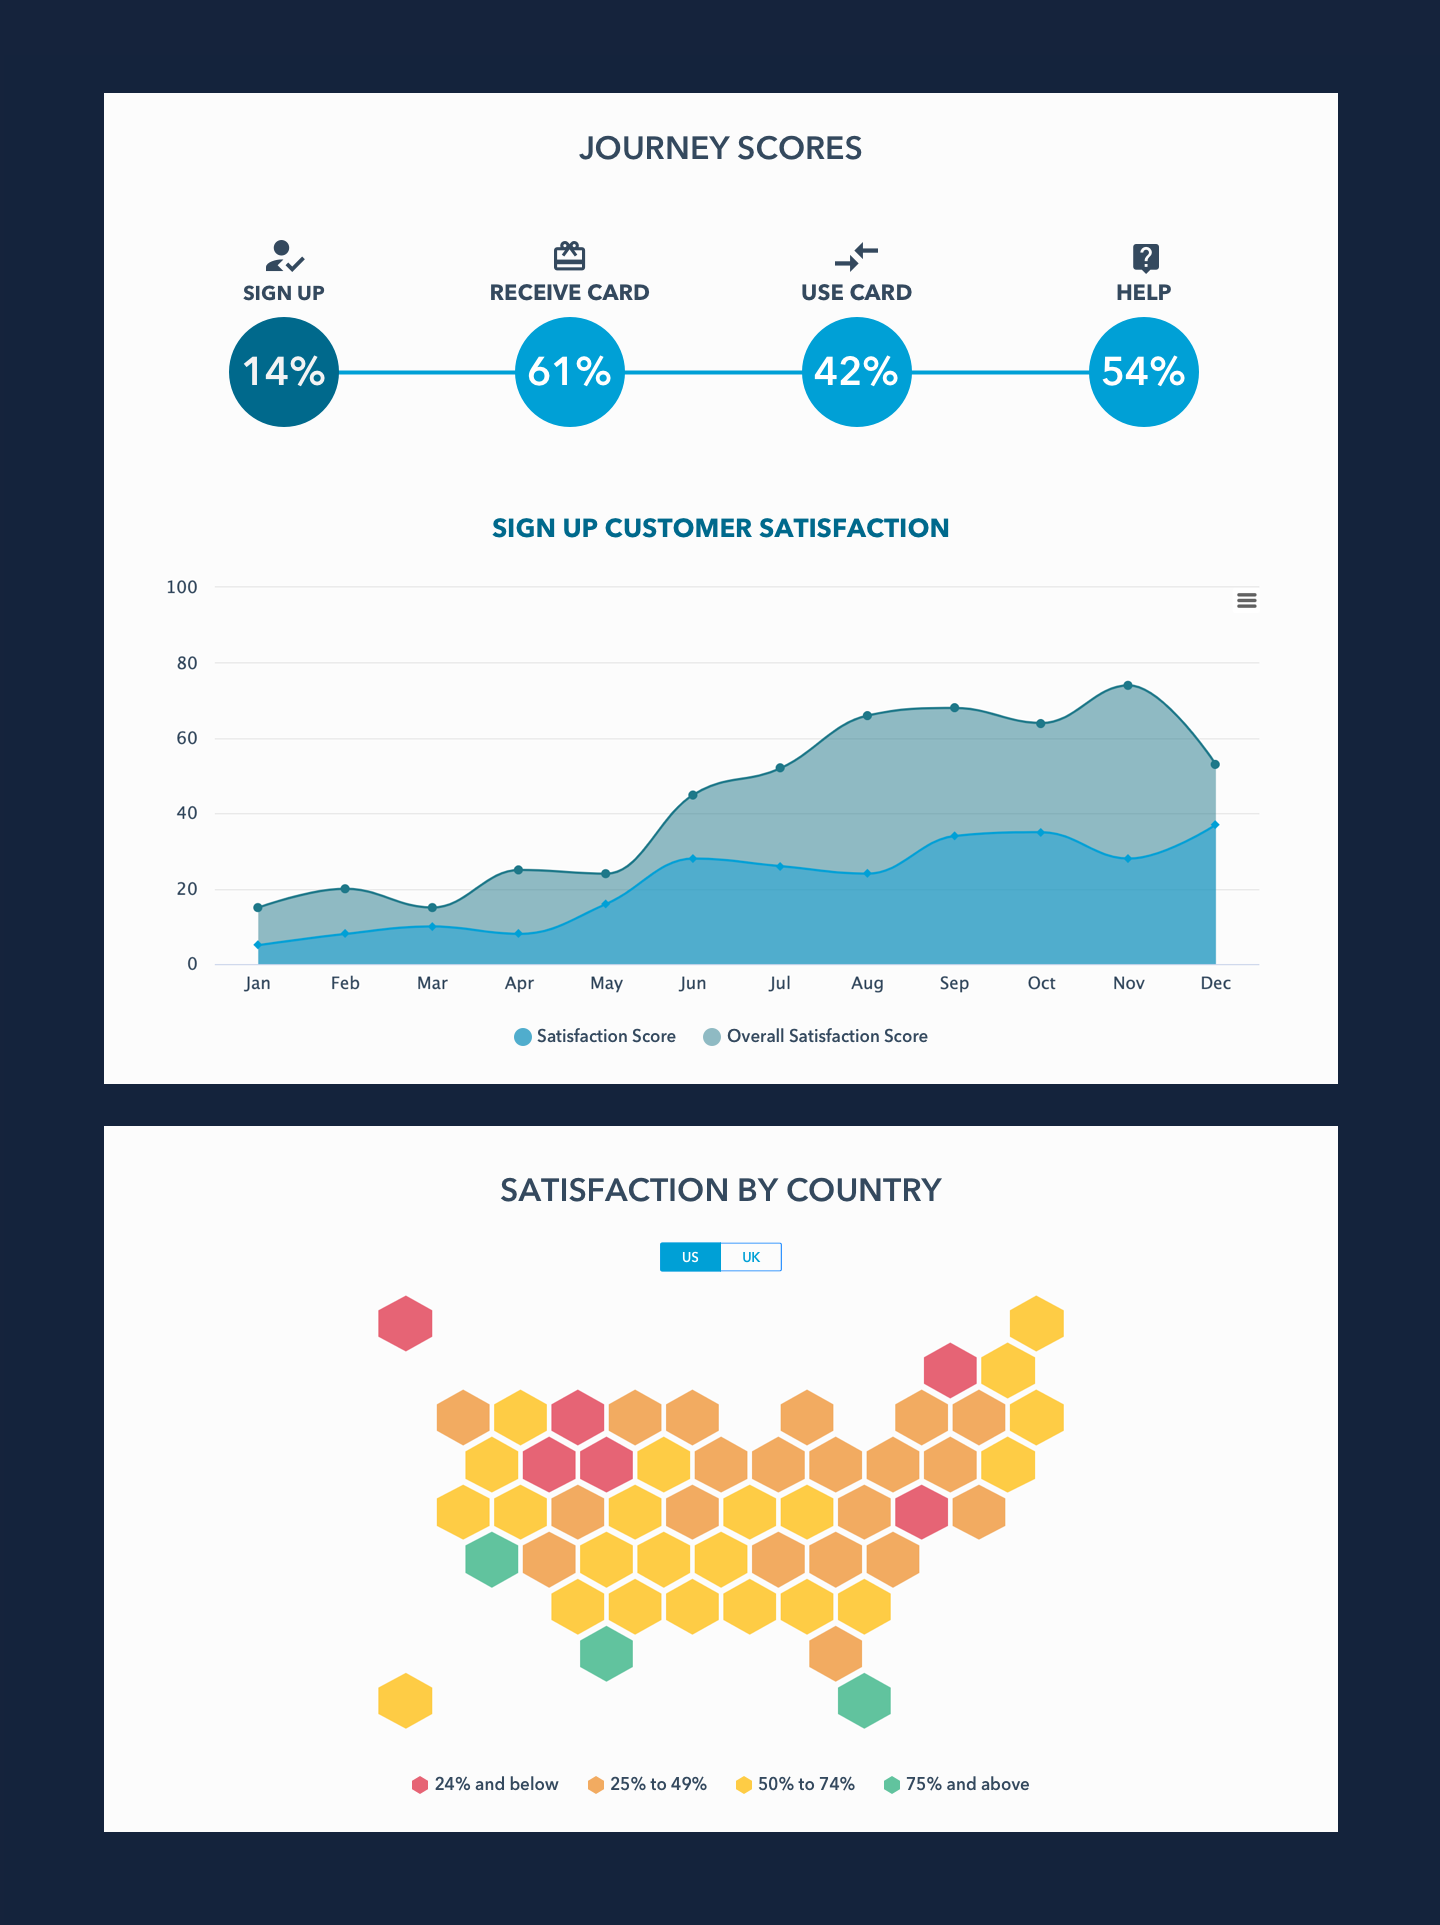 JOURNEY SCORES
SIGN UP RECEIVE CARD USE CARD HELP
14% 61% 42% 54%
SIGN UP CUSTOMER SATISFACTION
100
80
60
40
20
0
Jan Feb Mar Apr May Jun Jul Aug Sep Oct Nov Dec
Satisfaction Score Overall Satisfaction Score
SATISFACTION BY COUNTRY
US UK
24% and below 25% to 49% 50% to 74% 75% and above